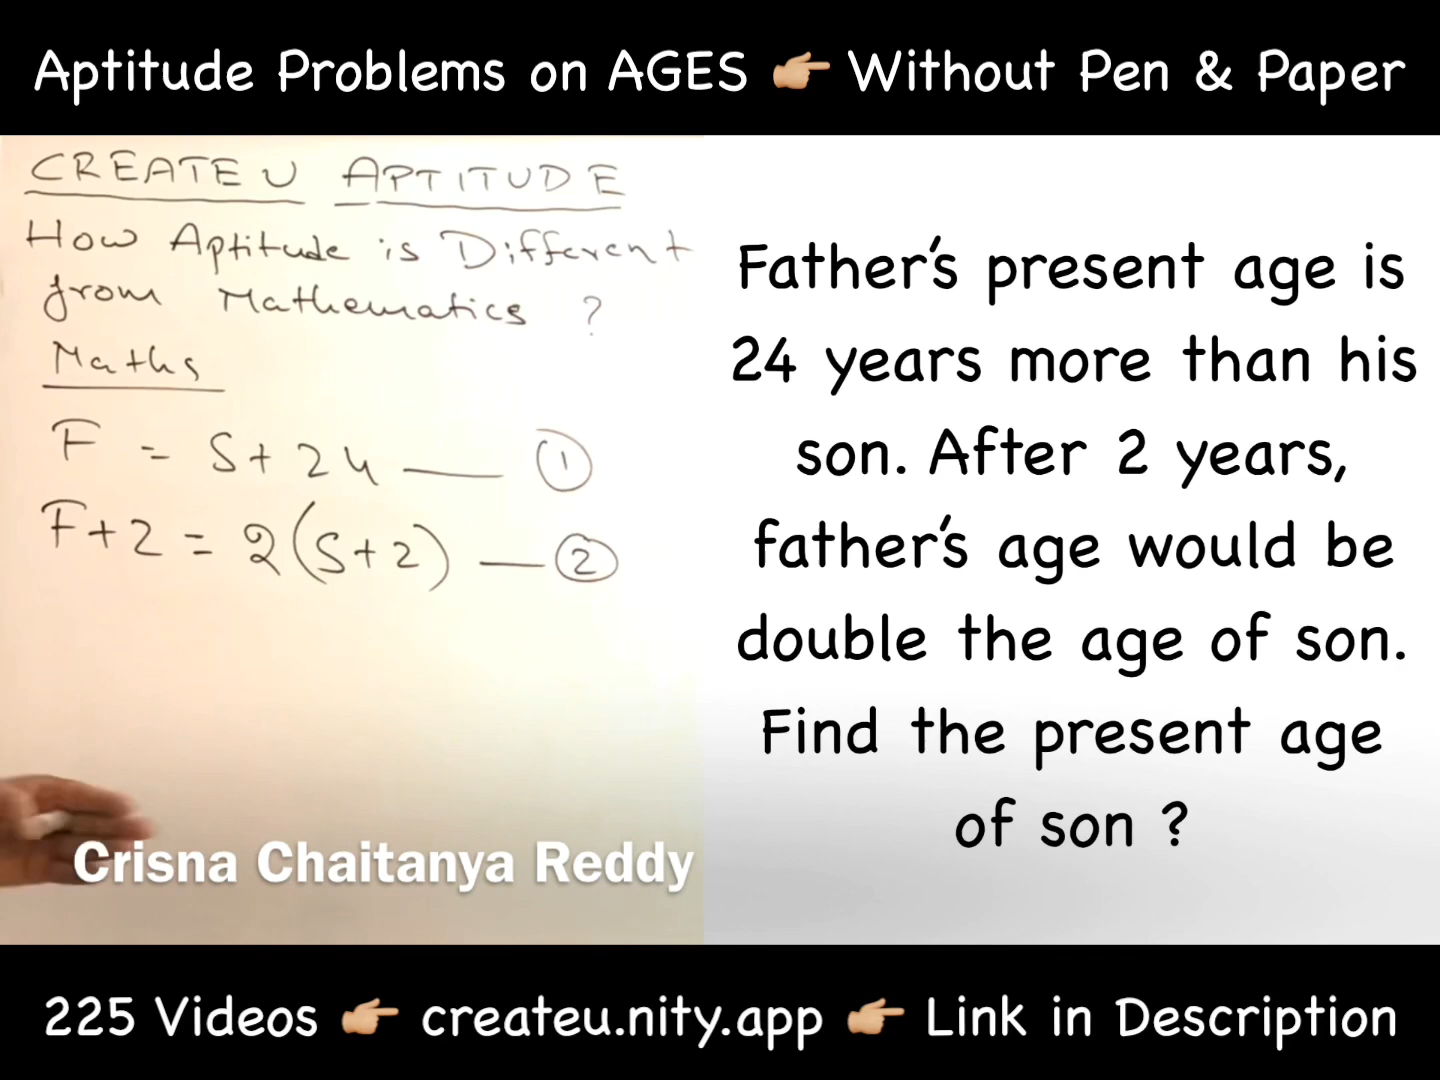 Aptitude Problems on AGES 👉🏼 Without Pen & Paper
CREATE U APTITUDE
How Aptitude is Different
from Mathematics ?
Maths
F = S + 24 — ①
F + 2 = 2(S + 2) — ②
Crisna Chaitanya Reddy
Father's present age is
24 years more than his
son. After 2 years,
father's age would be
double the age of son.
Find the present age
of son ?
225 Videos 👉🏼 createu.nity.app 👉🏼 Link in Description